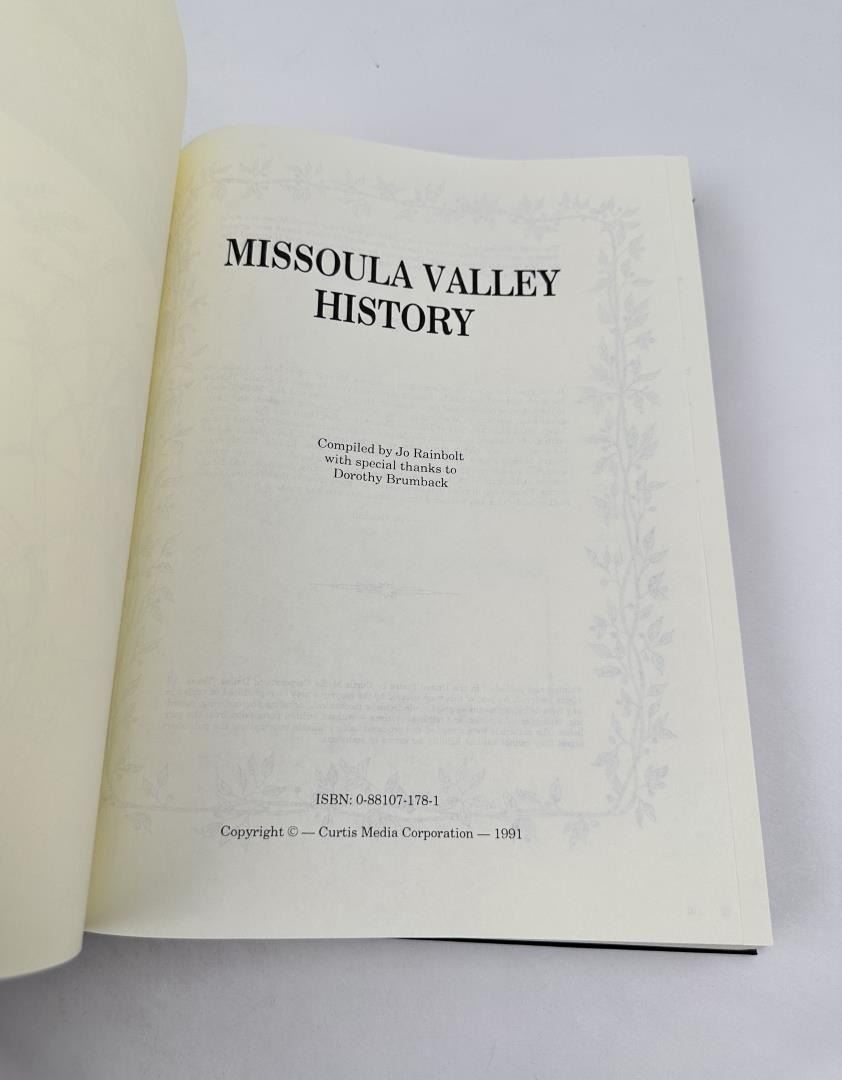 MISSOULA VALLEY
HISTORY
Compiled by Jo Rainbolt
with special thanks to
Dorothy Brumback
ISBN: 0-88107-178-1
Copyright © — Curtis Media Corporation — 1991